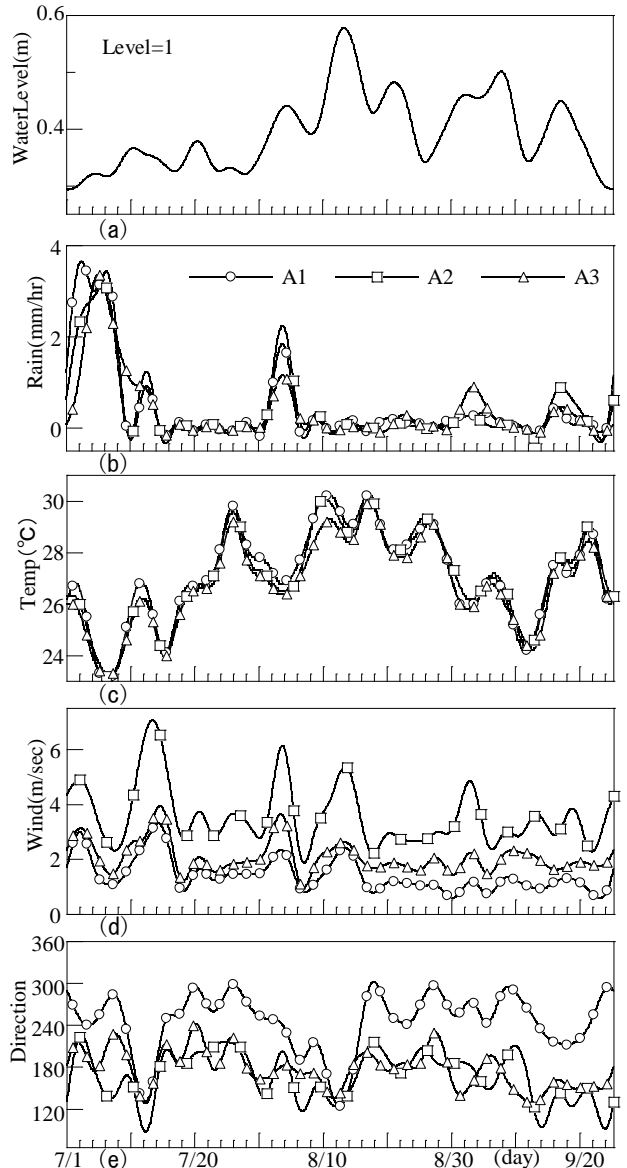 0.6
Level=1
WaterLevel(m)
0.4
(a)
4
A1 A2 A3
Rain(mm/hr)
2
0
(b)
30
Temp(℃)
28
26
24
(c)
6
Wind(m/sec)
4
2
0
(d)
360
300
Direction
240
180
120
7/1 (e) 7/20 8/10 8/30 (day) 9/20